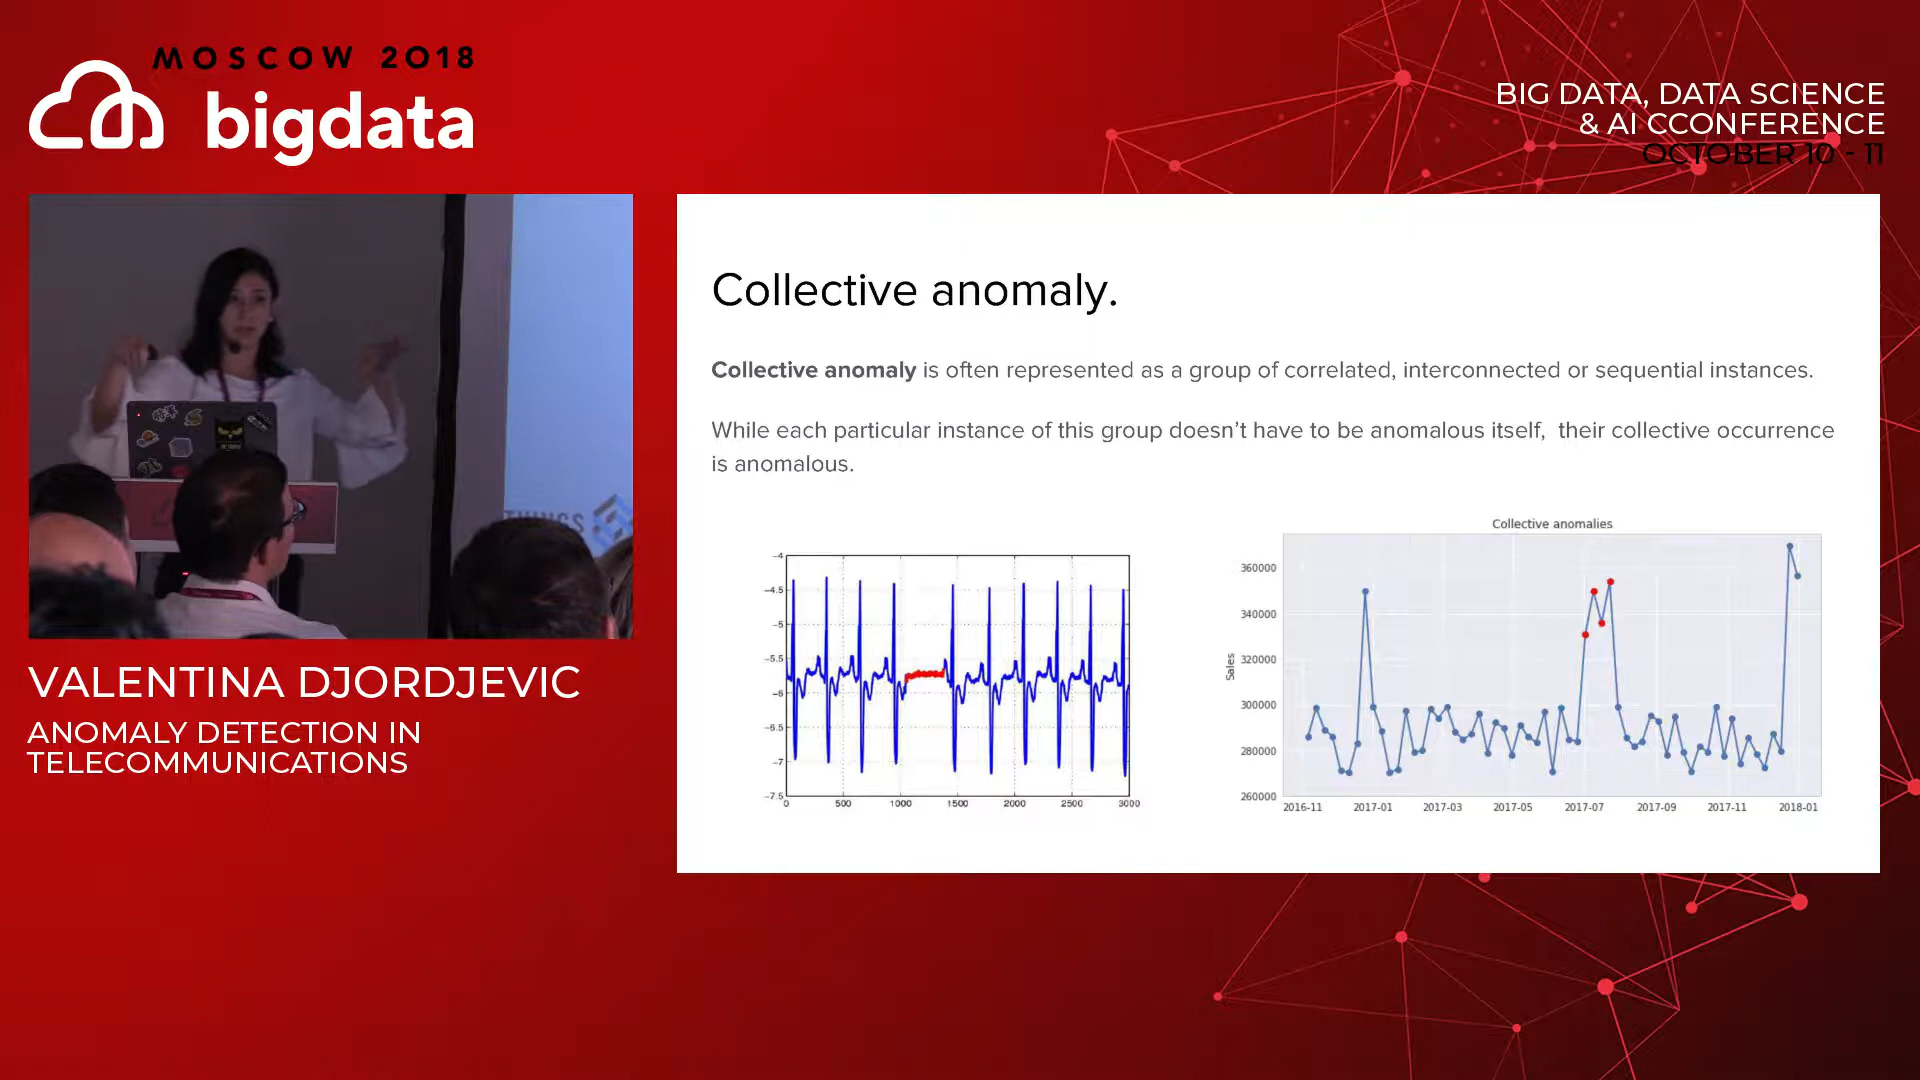 MOSCOW 2018
bigdata
BIG DATA, DATA SCIENCE
& AI CCONFERENCE
OCTOBER 10 - 11
THINGS
VALENTINA DJORDJEVIC
ANOMALY DETECTION IN
TELECOMMUNICATIONS
Collective anomaly.
Collective anomaly is often represented as a group of correlated, interconnected or sequential instances.
While each particular instance of this group doesn't have to be anomalous itself, their collective occurrence
is anomalous.
-4
-4.5
-5
-5.5
-6
-6.5
-7
-7.5
0 500 1000 1500 2000 2500 3000
Collective anomalies
Sales
360000
340000
320000
300000
280000
260000
2016-11 2017-01 2017-03 2017-05 2017-07 2017-09 2017-11 2018-01